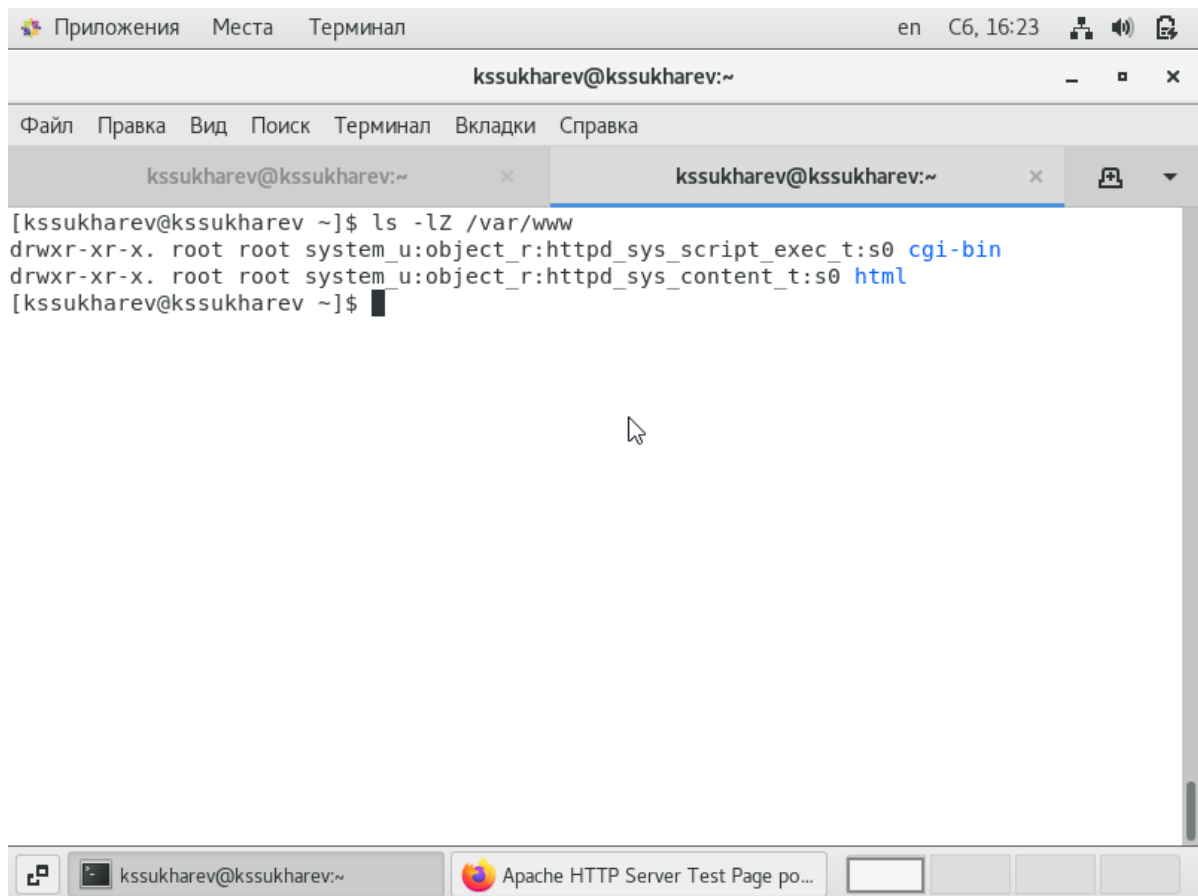 Приложения Места Терминал en Сб, 16:23
kssukharev@kssukharev:~
Файл Правка Вид Поиск Терминал Вкладки Справка
kssukharev@kssukharev:~ kssukharev@kssukharev:~
[kssukharev@kssukharev ~]$ ls -lZ /var/www
drwxr-xr-x. root root system_u:object_r:httpd_sys_script_exec_t:s0 cgi-bin
drwxr-xr-x. root root system_u:object_r:httpd_sys_content_t:s0 html
[kssukharev@kssukharev ~]$
kssukharev@kssukharev:~ Apache HTTP Server Test Page po...